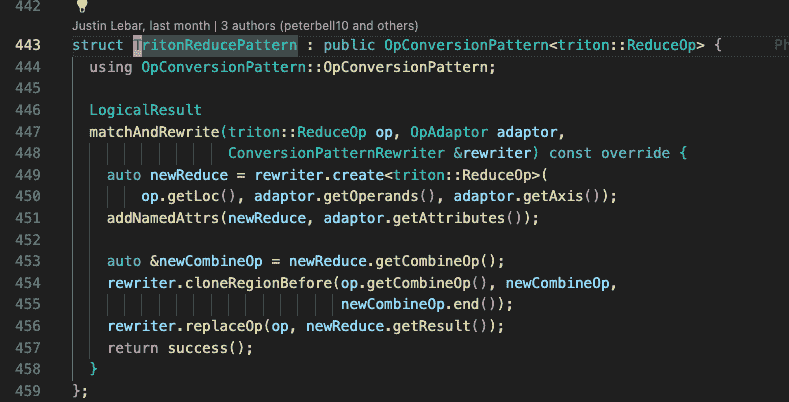 442
Justin Lebar, last month | 3 authors (peterbell10 and others)
443 struct TritonReducePattern : public OpConversionPattern<triton::ReduceOp> { Ph
444   using OpConversionPattern::OpConversionPattern;
445
446   LogicalResult
447   matchAndRewrite(triton::ReduceOp op, OpAdaptor adaptor,
448                   ConversionPatternRewriter &rewriter) const override {
449     auto newReduce = rewriter.create<triton::ReduceOp>(
450         op.getLoc(), adaptor.getOperands(), adaptor.getAxis());
451     addNamedAttrs(newReduce, adaptor.getAttributes());
452
453     auto &newCombineOp = newReduce.getCombineOp();
454     rewriter.cloneRegionBefore(op.getCombineOp(), newCombineOp,
455                                newCombineOp.end());
456     rewriter.replaceOp(op, newReduce.getResult());
457     return success();
458   }
459 };